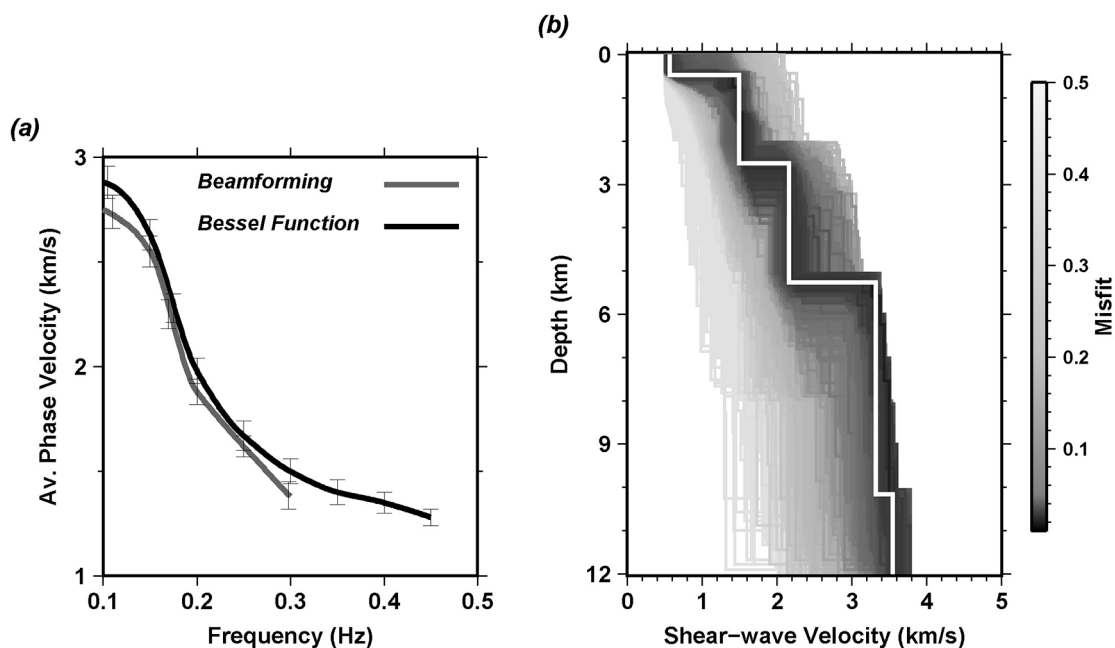 (a)
3
2
1
Av. Phase Velocity (km/s)
Beamforming
Bessel Function
0.1 0.2 0.3 0.4 0.5
Frequency (Hz)
(b)
0
3
6
9
12
Depth (km)
0 1 2 3 4 5
Shear−wave Velocity (km/s)
0.5
0.4
0.3
0.2
0.1
Misfit